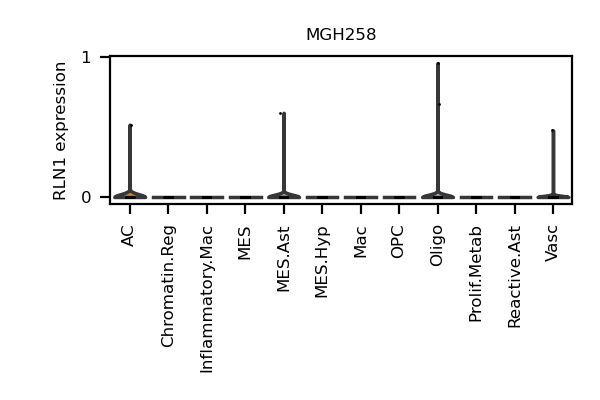 MGH258
RLN1 expression
1
0
AC
Chromatin.Reg
Inflammatory.Mac
MES
MES.Ast
MES.Hyp
Mac
OPC
Oligo
Prolif.Metab
Reactive.Ast
Vasc